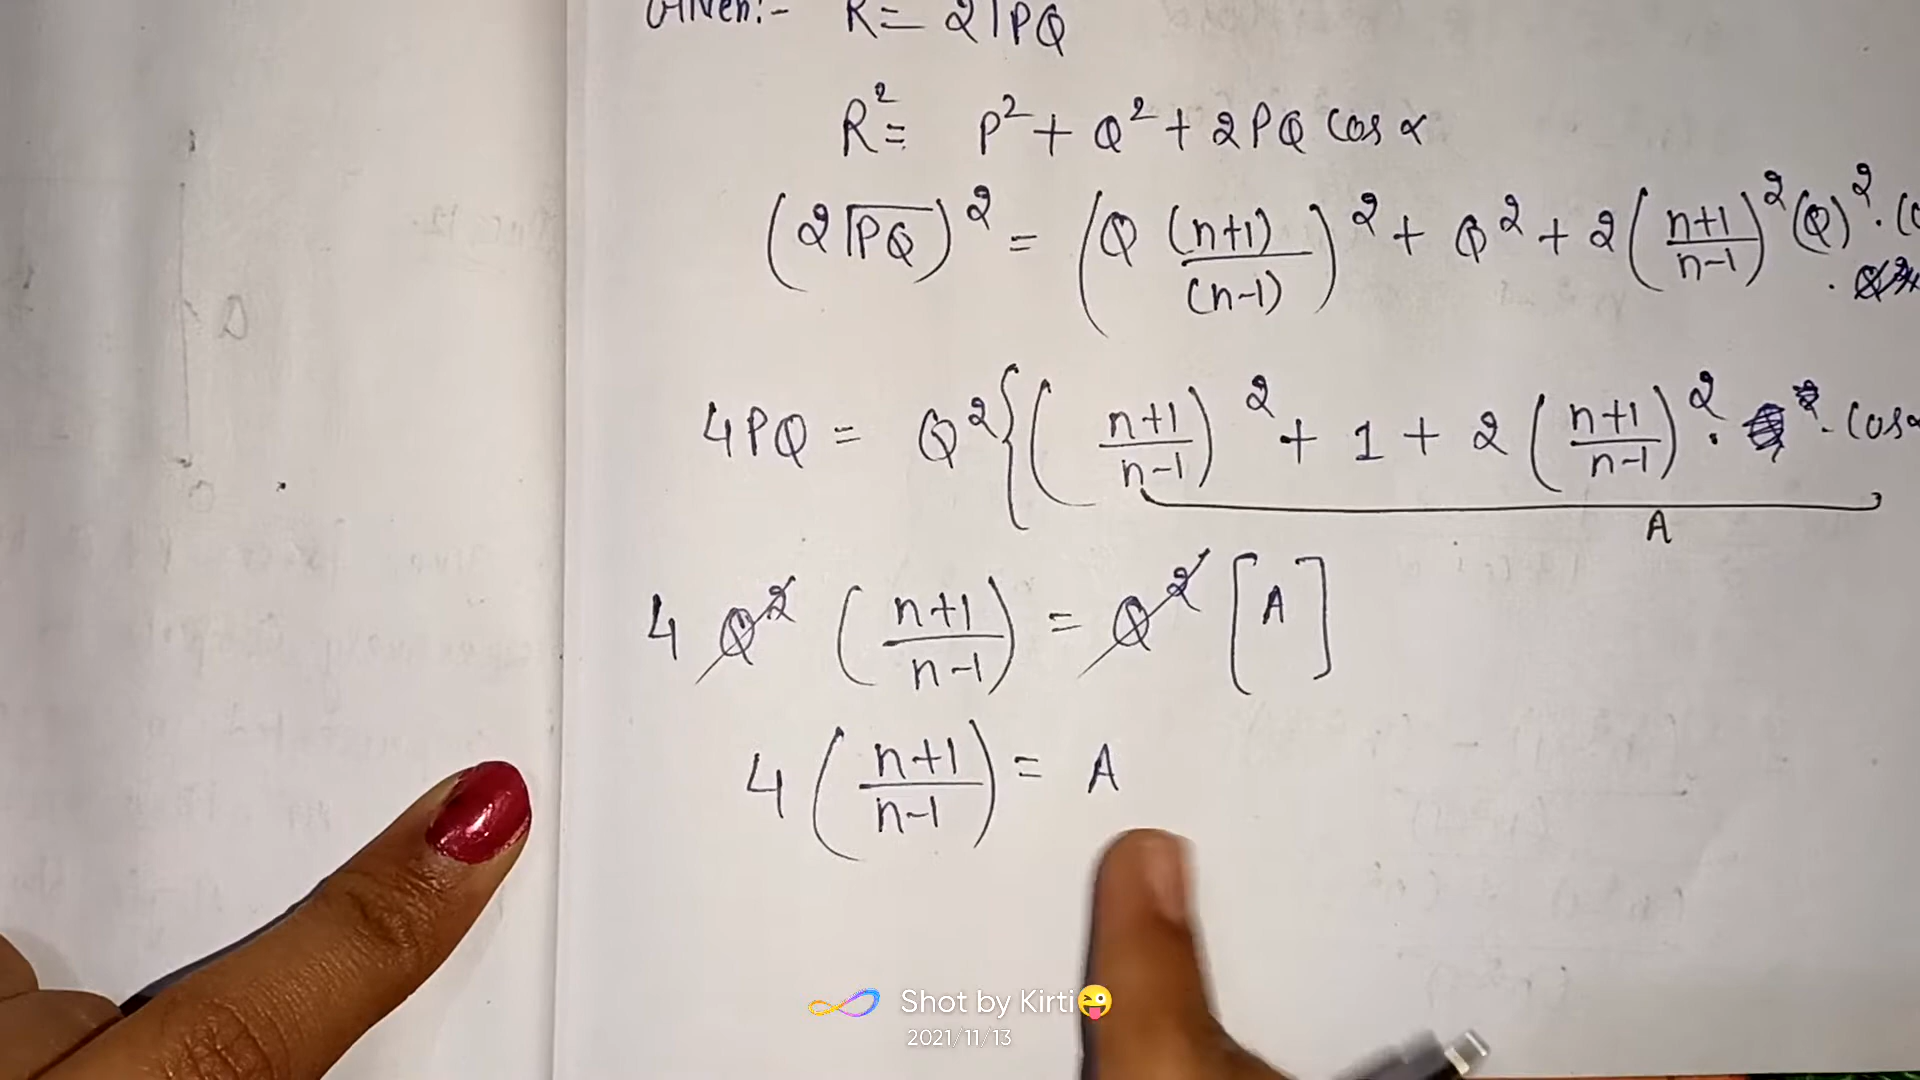 Given:- R = 2√PQ
R² = P² + Q² + 2PQ Cos α
(2√PQ)² = (Q (n+1)/(n-1))² + Q² + 2 ((n+1)/(n-1))² (Q)² . (
4PQ = Q² { ((n+1)/(n-1))² + 1 + 2 ((n+1)/(n-1))² . Cosα
A
4 Q² ((n+1)/(n-1)) = Q² [A]
4 ((n+1)/(n-1)) = A
Shot by Kirti😜
2021/11/13